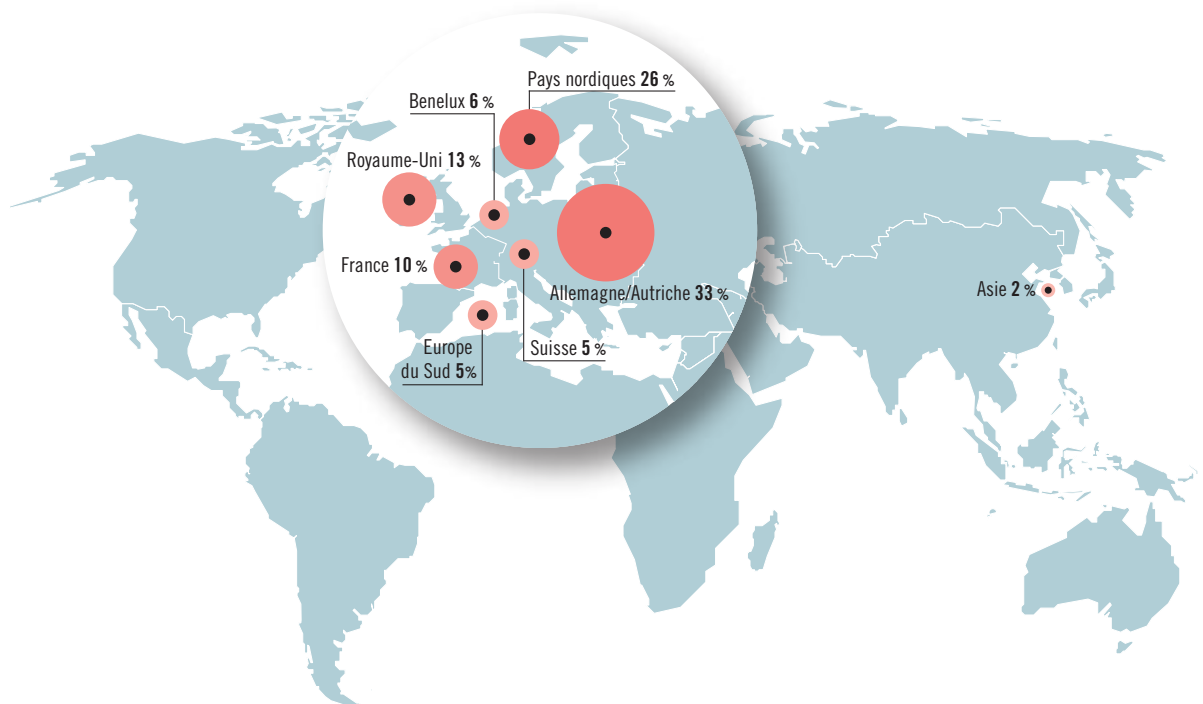 Pays nordiques 26 %
Benelux 6 %
Royaume-Uni 13 %
France 10 %
Allemagne/Autriche 33 %
Asie 2 %
Europe
du Sud 5%
Suisse 5 %